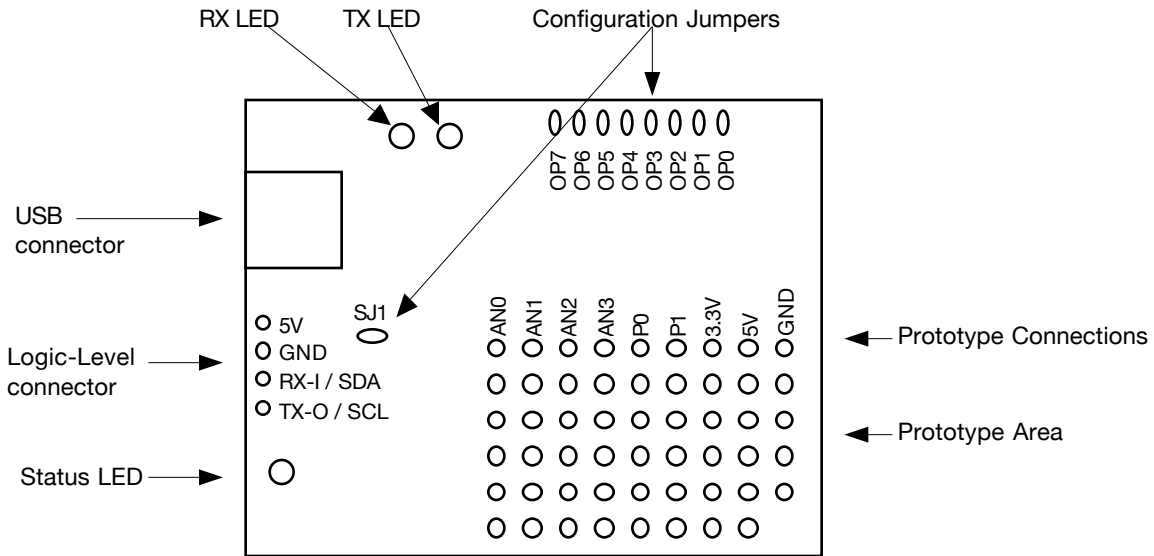 RX LED
TX LED
Configuration Jumpers
OP7
OP6
OP5
OP4
OP3
OP2
OP1
OP0
USB
connector
SJ1
5V
GND
RX-I / SDA
TX-O / SCL
Logic-Level
connector
AN0
AN1
AN2
AN3
P0
P1
3.3V
5V
GND
Prototype Connections
Prototype Area
Status LED